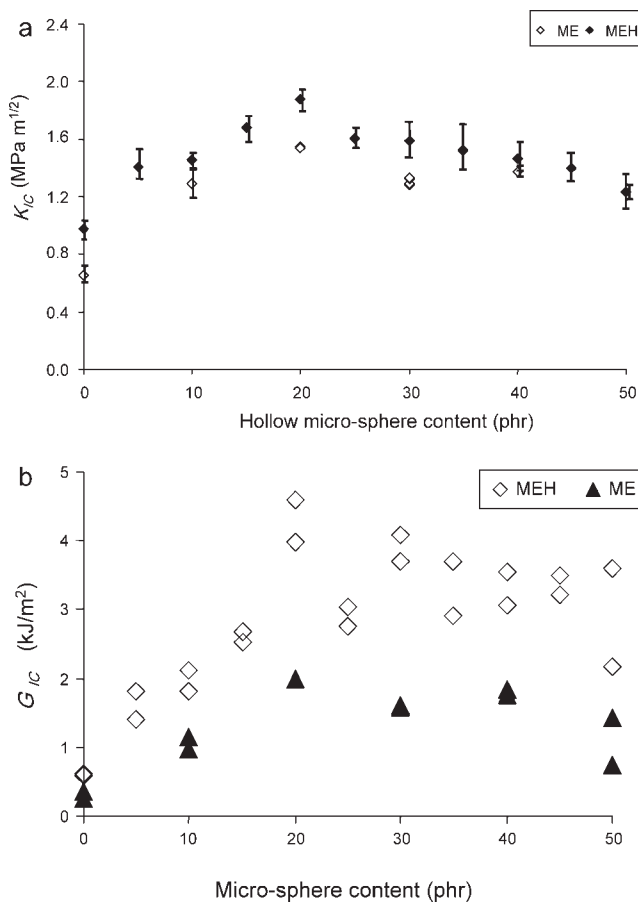 a
ME MEH
2.4
2.0
1.6
1.2
0.8
0.4
0.0
K_IC (MPa m^1/2)
0 10 20 30 40 50
Hollow micro-sphere content (phr)
b
MEH ME
5
4
3
2
1
0
G_IC (kJ/m²)
0 10 20 30 40 50
Micro-sphere content (phr)